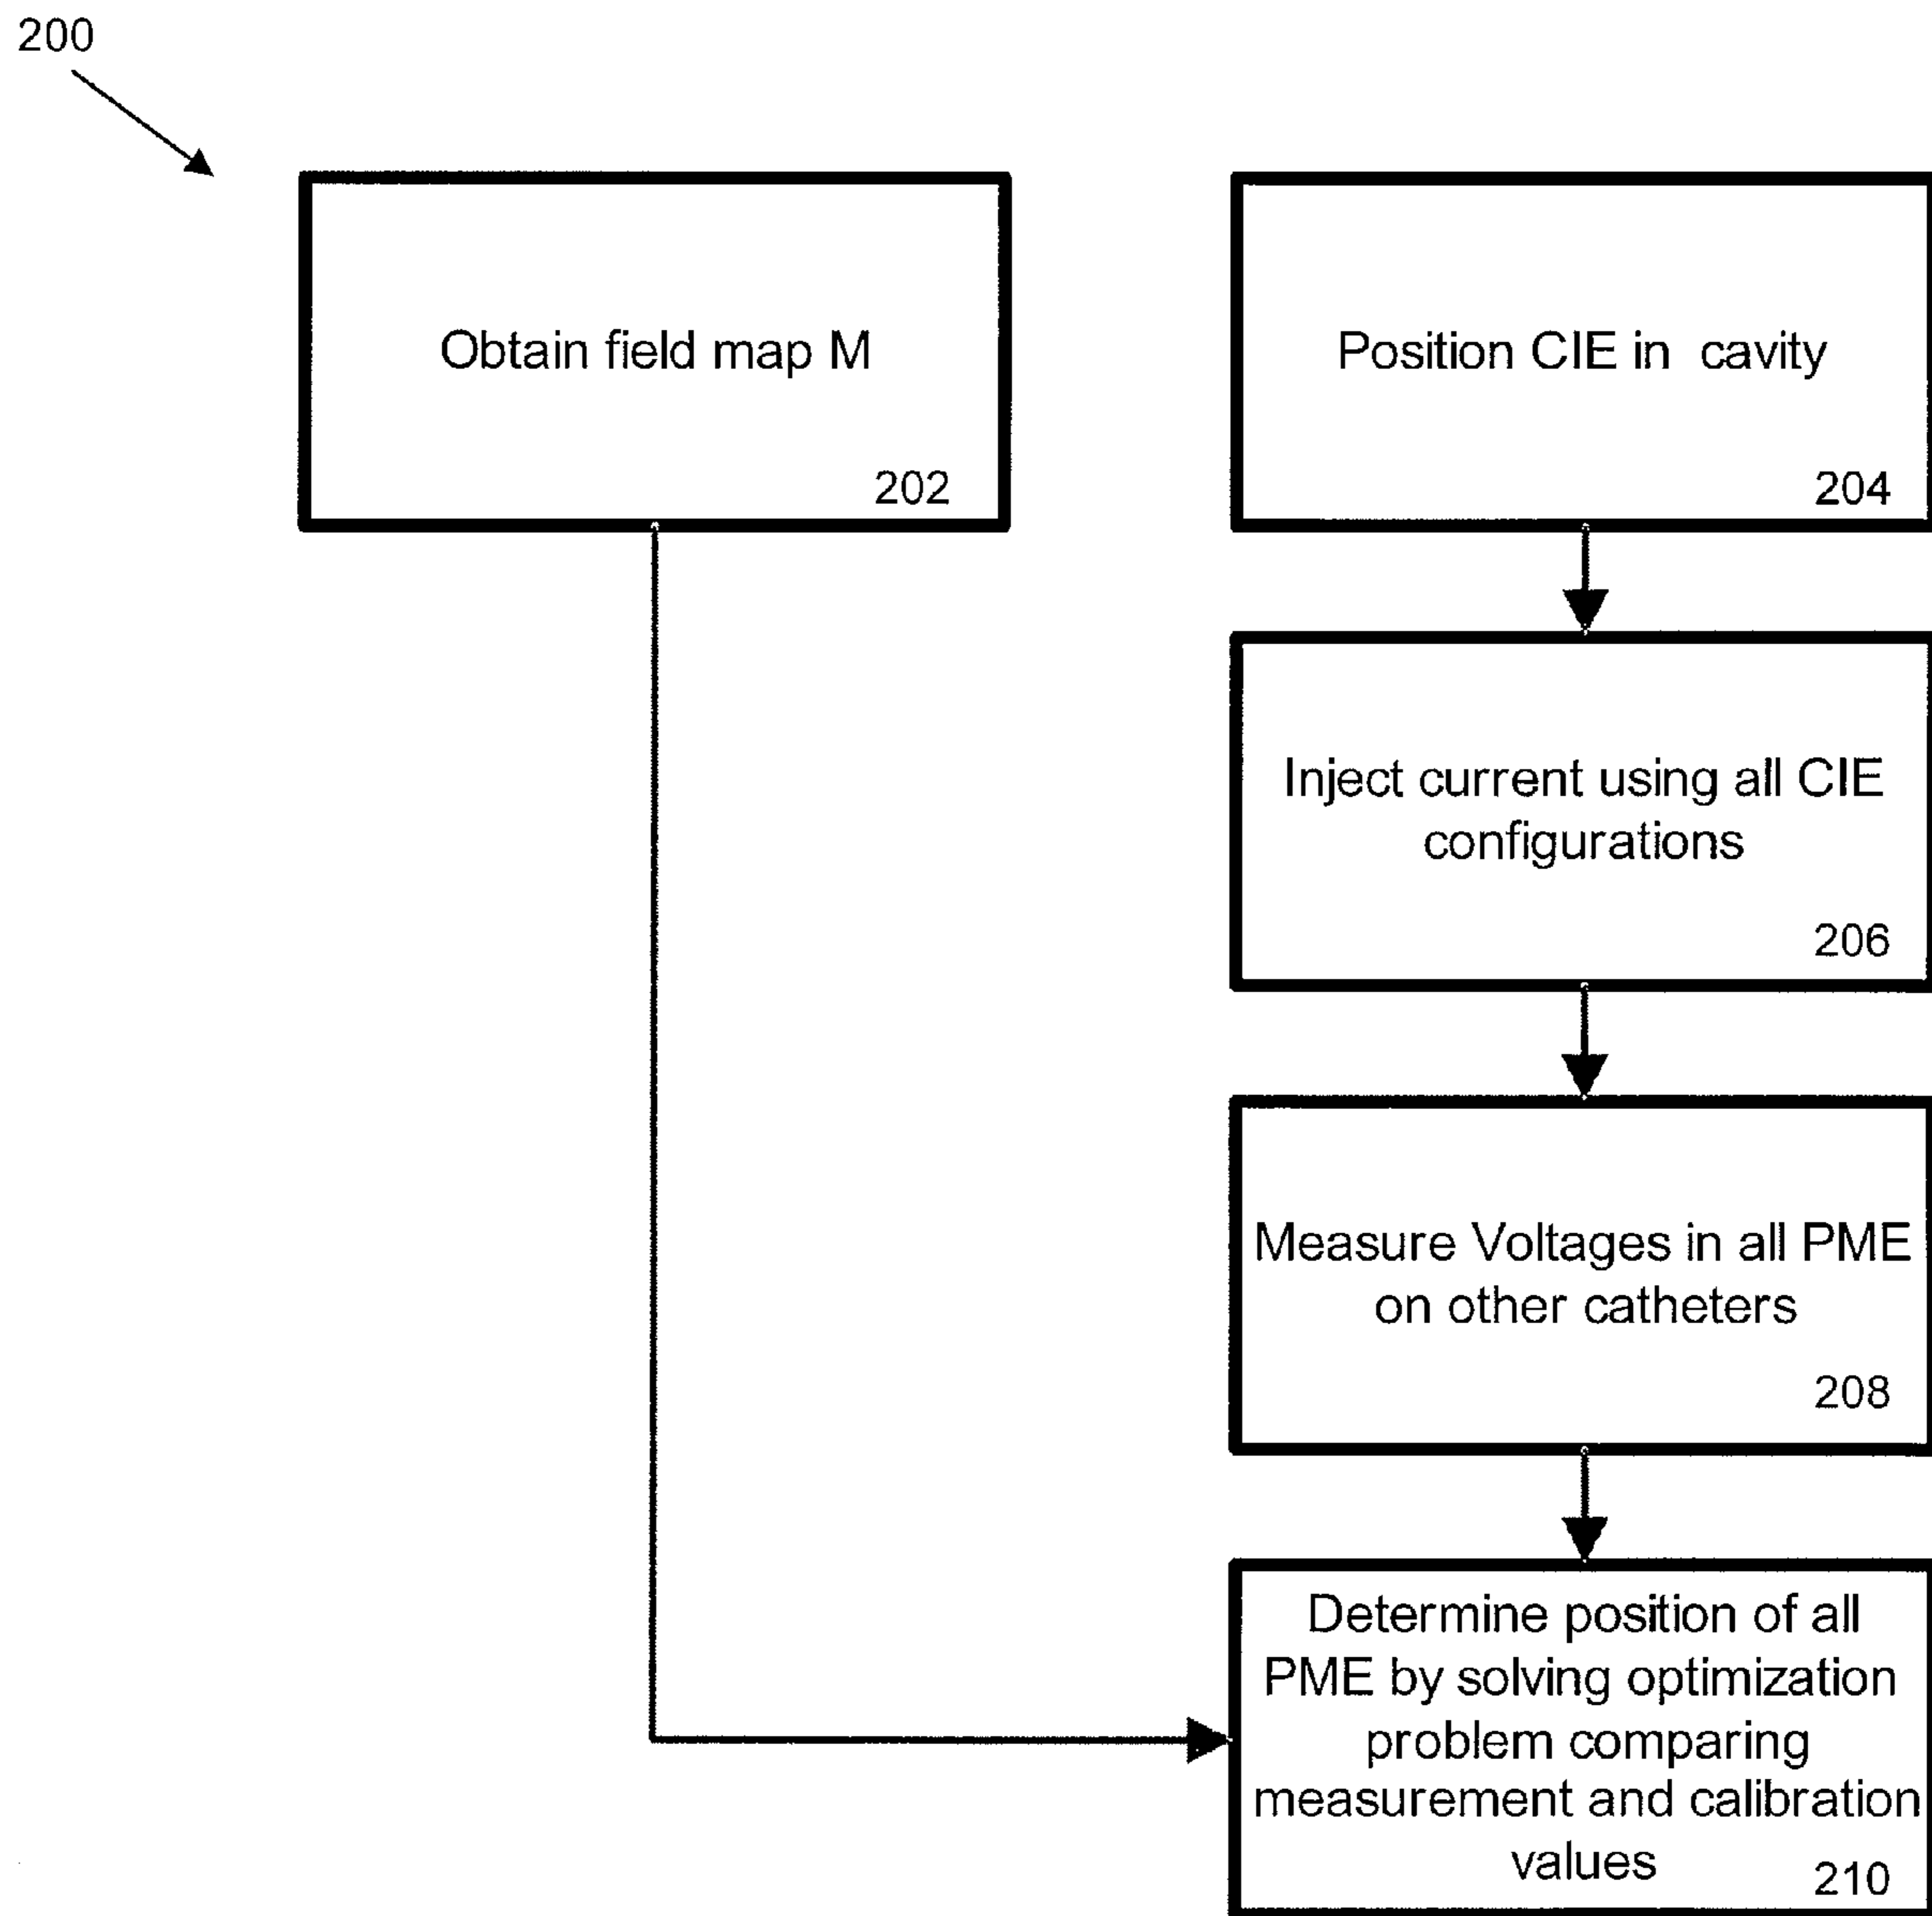 200
Obtain field map M
202
Position CIE in cavity
204
Inject current using all CIE
configurations
206
Measure Voltages in all PME
on other catheters
208
Determine position of all
PME by solving optimization
problem comparing
measurement and calibration
values
210